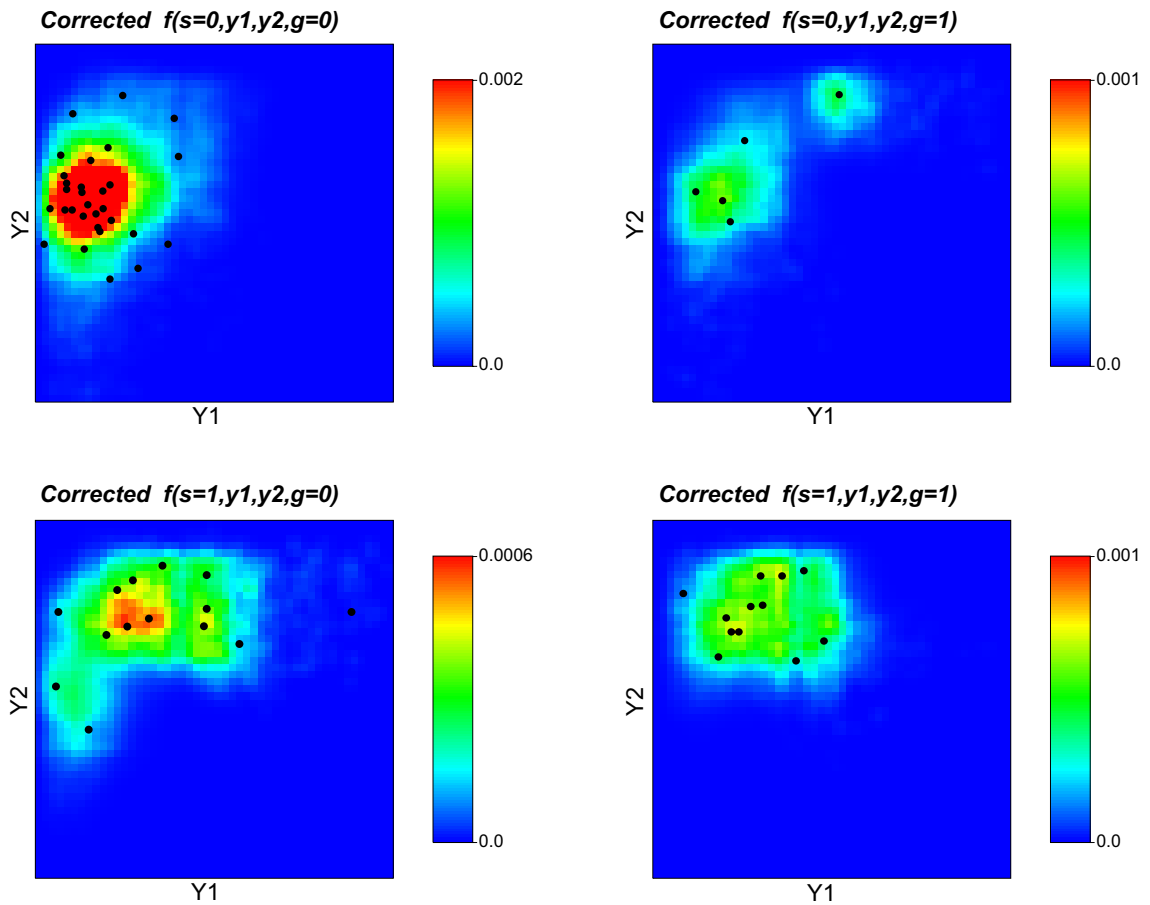 Corrected f(s=0,y1,y2,g=0)
0.002
0.0
Y2
Y1
Corrected f(s=0,y1,y2,g=1)
0.001
0.0
Y2
Y1
Corrected f(s=1,y1,y2,g=0)
0.0006
0.0
Y2
Y1
Corrected f(s=1,y1,y2,g=1)
0.001
0.0
Y2
Y1